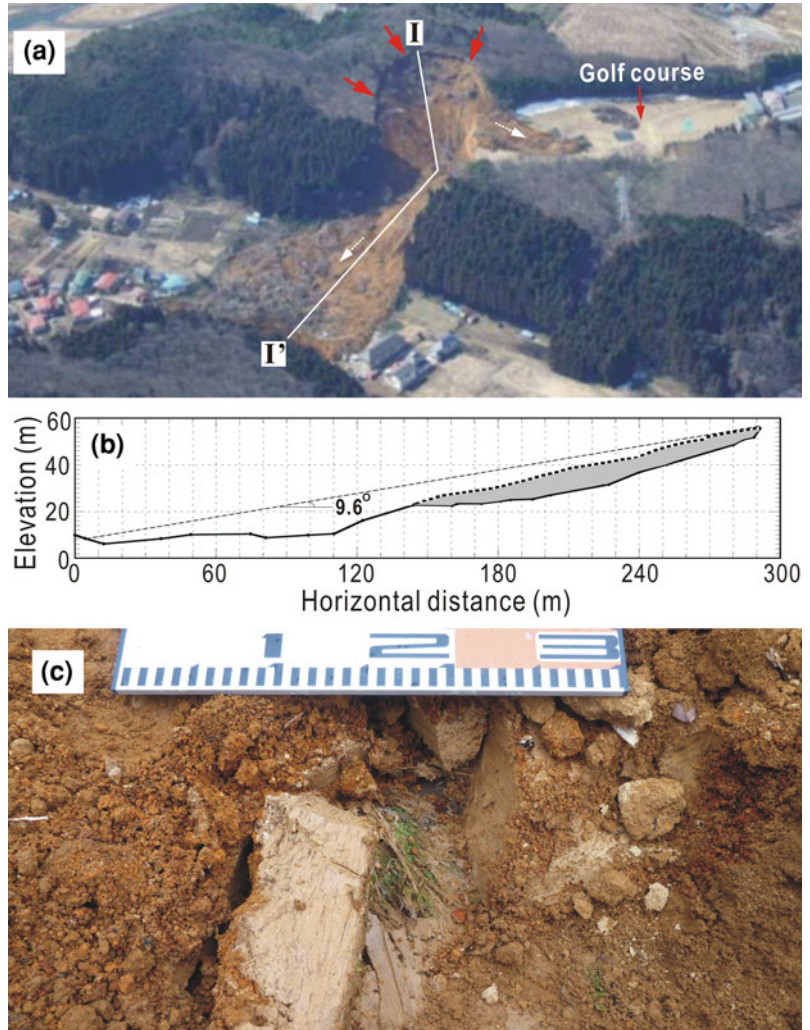 (a)
I
Golf course
I'
(b)
Elevation (m)
60
40
20
0
9.6°
0
60
120
180
240
300
Horizontal distance (m)
(c)
1 2 3